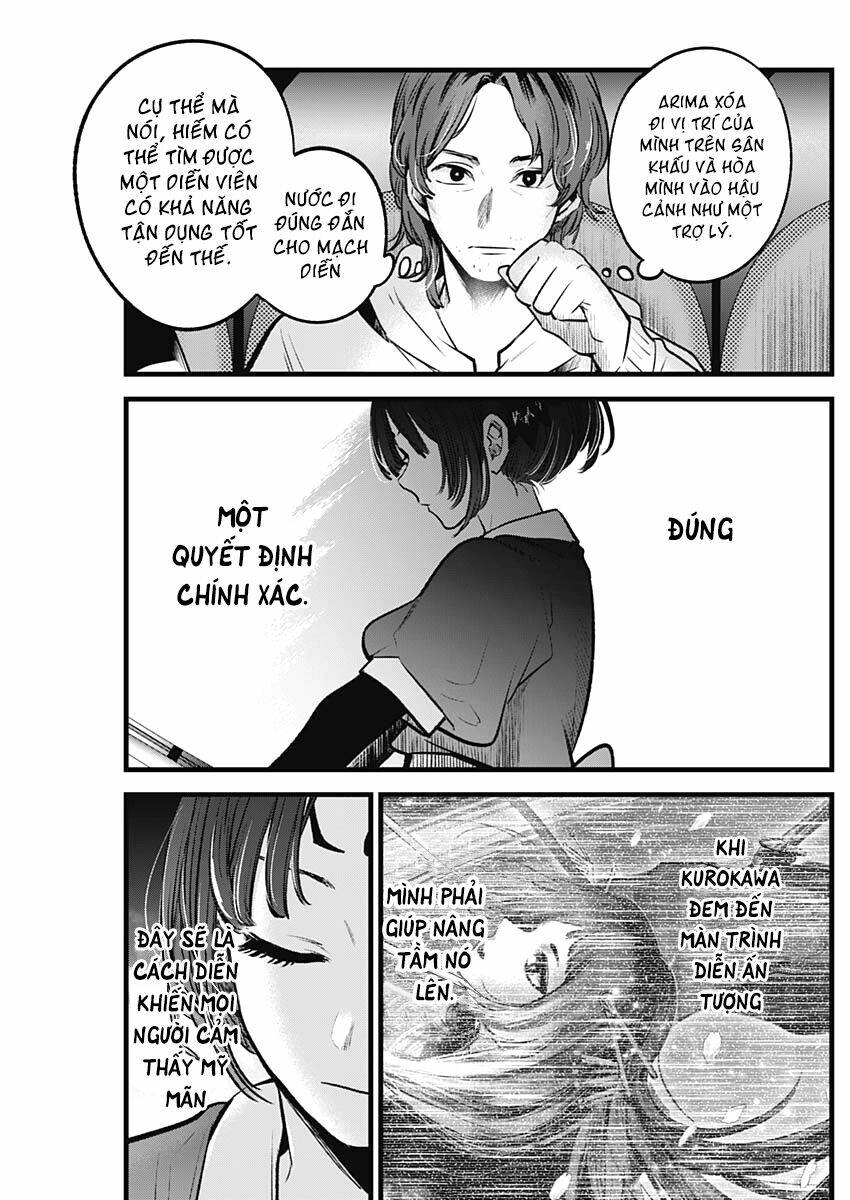 ARIMA XÓA
ĐI VỊ TRÍ CỦA
MÌNH TRÊN SÂN
KHẤU VÀ HÒA
MÌNH VÀO HẬU
CẢNH NHƯ MỘT
TRỢ LÝ.
NƯỚC ĐI
ĐÚNG ĐẮN
CHO MẠCH
DIỄN
CỤ THỂ MÀ
NÓI, HIẾM CÓ
THỂ TÌM ĐƯỢC
MỘT DIỄN VIÊN
CÓ KHẢ NĂNG
TẬN DỤNG TỐT
ĐẾN THẾ.
ĐÚNG
MỘT
QUYẾT ĐỊNH
CHÍNH XÁC.
KHI
KUROKAWA
ĐEM ĐẾN
MÀN TRÌNH
DIỄN ẤN
TƯỢNG
MÌNH PHẢI
GIÚP NÂNG
TẦM NÓ
LÊN.
ĐÂY SẼ LÀ
CÁCH DIỄN
KHIẾN MỌI
NGƯỜI CẢM
THẤY MỸ
MÃN